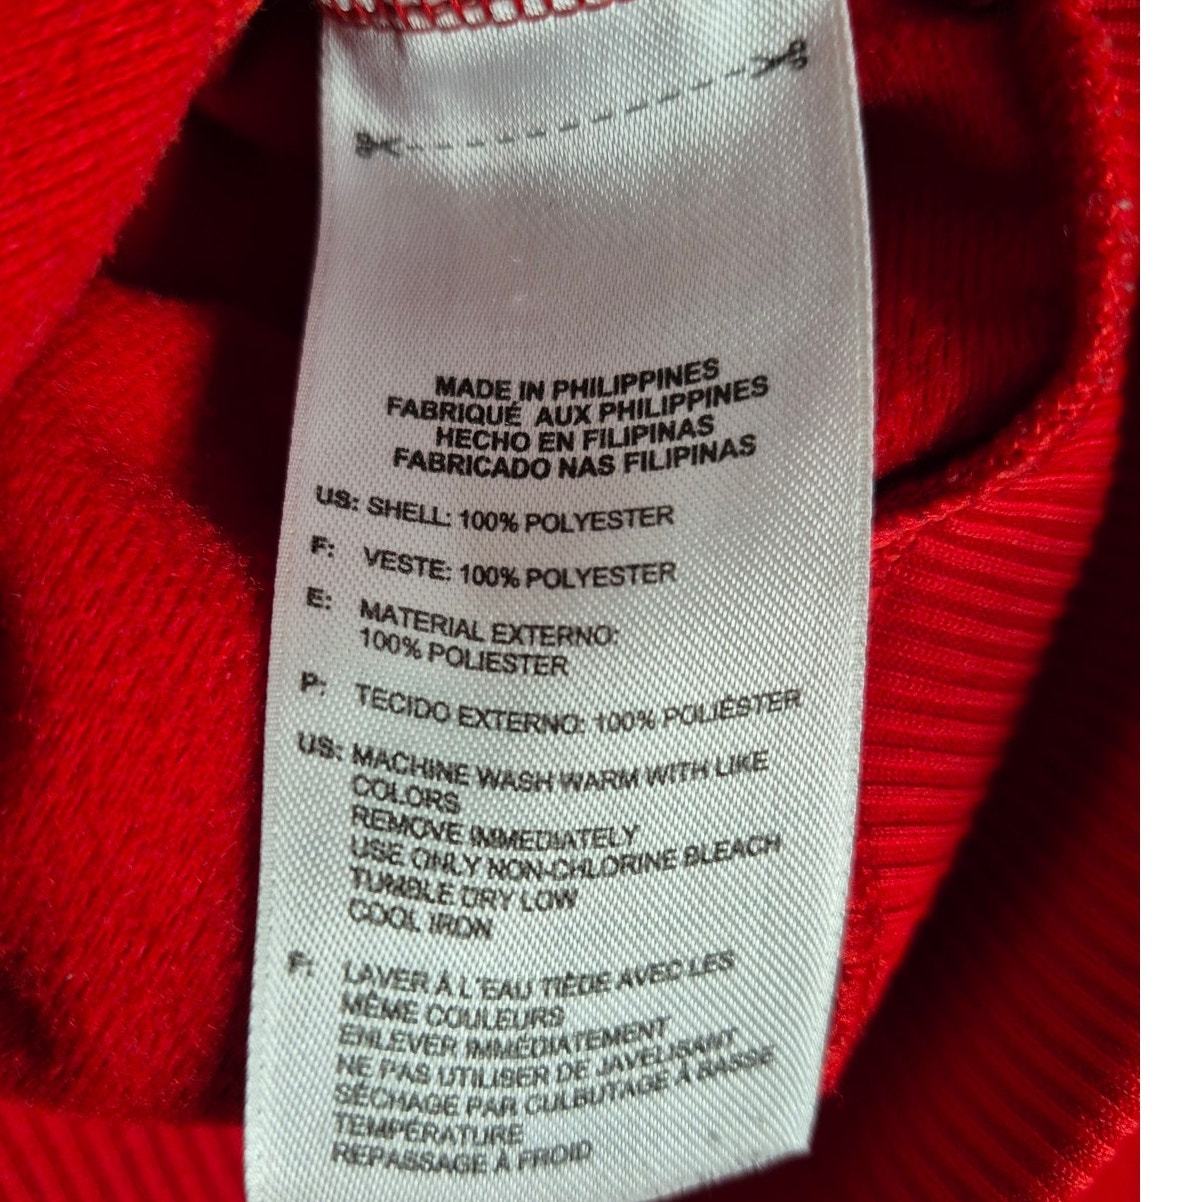 MADE IN PHILIPPINES
FABRIQUÉ AUX PHILIPPINES
HECHO EN FILIPINAS
FABRICADO NAS FILIPINAS
US: SHELL: 100% POLYESTER
F: VESTE: 100% POLYESTER
E: MATERIAL EXTERNO:
100% POLIESTER
P: TECIDO EXTERNO: 100% POLIÉSTER
US: MACHINE WASH WARM WITH LIKE
COLORS
REMOVE IMMEDIATELY
USE ONLY NON-CHLORINE BLEACH
TUMBLE DRY LOW
COOL IRON
F: LAVER À L'EAU TIÈDE AVEC LES
MÊME COULEURS
ENLEVER IMMÉDIATEMENT
NE PAS UTILISER DE JAVELISANT
SÉCHAGE PAR CULBUTAGE À BASSE
TEMPÉRATURE
REPASSAGE À FROID